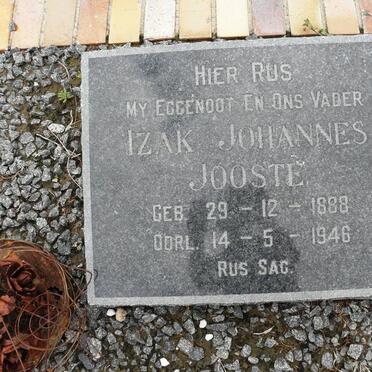 HIER RUS
MY EGGENOOT EN ONS VADER
IZAK JOHANNES
JOOSTE
GEB. 29 - 12 - 1888
OORL. 14 - 5 - 1946
RUS SAG.